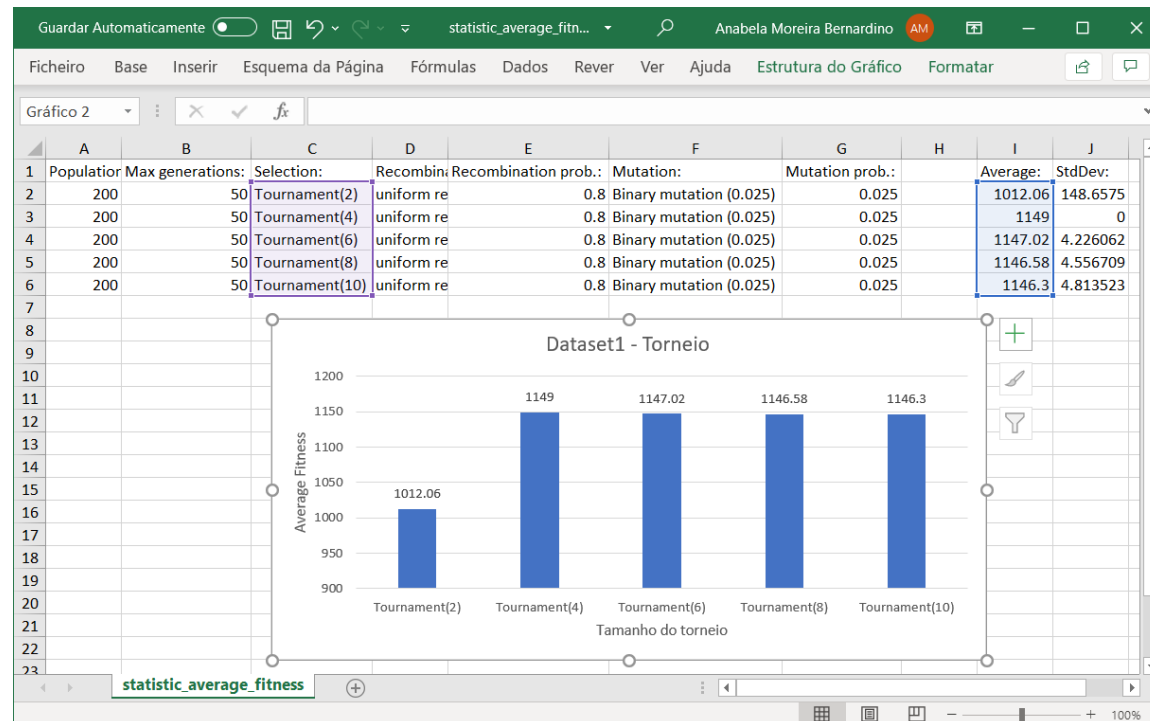 Guardar Automaticamente statistic_average_fitn... Anabela Moreira Bernardino AM
Ficheiro Base Inserir Esquema da Página Fórmulas Dados Rever Ver Ajuda Estrutura do Gráfico Formatar
Gráfico 2 fx
A B C D E F G H I J
1 Population Max generations: Selection: Recombina Recombination prob.: Mutation: Mutation prob.: Average: StdDev:
2 200 50 Tournament(2) uniform re 0.8 Binary mutation (0.025) 0.025 1012.06 148.6575
3 200 50 Tournament(4) uniform re 0.8 Binary mutation (0.025) 0.025 1149 0
4 200 50 Tournament(6) uniform re 0.8 Binary mutation (0.025) 0.025 1147.02 4.226062
5 200 50 Tournament(8) uniform re 0.8 Binary mutation (0.025) 0.025 1146.58 4.556709
6 200 50 Tournament(10) uniform re 0.8 Binary mutation (0.025) 0.025 1146.3 4.813523
7
8
9
10
11
12
13
14
15
16
17
18
19
20
21
22
23
Dataset1 - Torneio
Average Fitness
1200
1150
1100
1050
1000
950
900
1012.06 1149 1147.02 1146.58 1146.3
Tournament(2) Tournament(4) Tournament(6) Tournament(8) Tournament(10)
Tamanho do torneio
statistic_average_fitness
100%